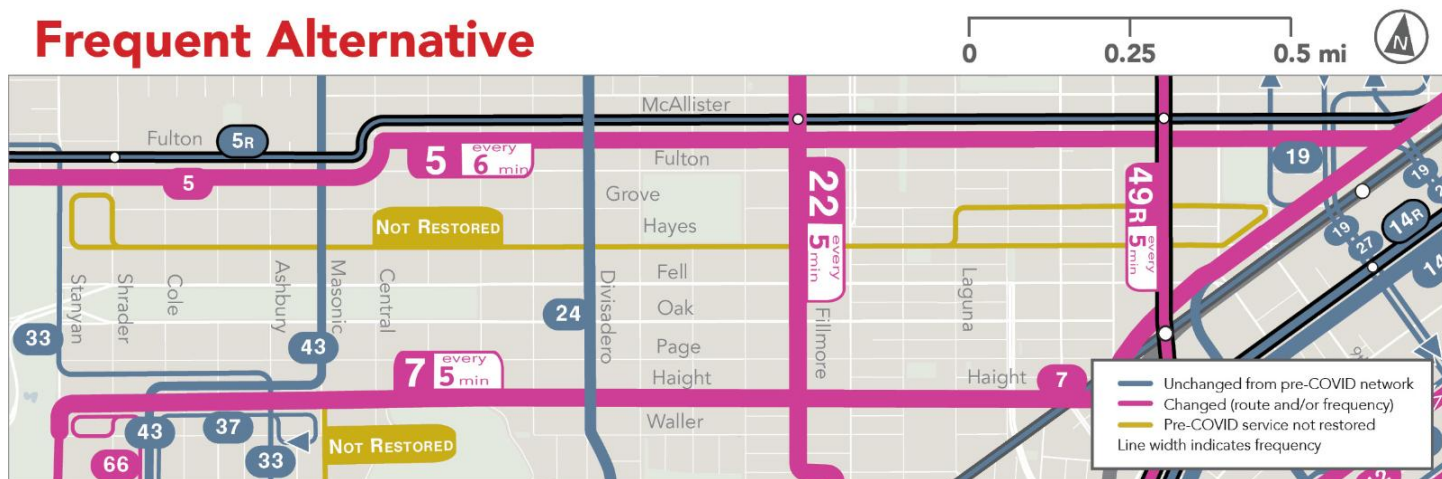 Frequent Alternative
0 0.25 0.5 mi
N
McAllister
Fulton
5R
5
5 every 6 min
Fulton
19
Grove
22 every 5 min
49R every 5 min
19
14R
NOT RESTORED
Hayes
19
27
14
Stanyan
Shrader
Cole
Ashbury
Masonic
Central
Fell
Divisadero
Oak
Fillmore
Laguna
24
33
43
Page
7 every 5 min
Haight
Haight
7
Waller
43
37
33
66
NOT RESTORED
Unchanged from pre-COVID network
Changed (route and/or frequency)
Pre-COVID service not restored
Line width indicates frequency